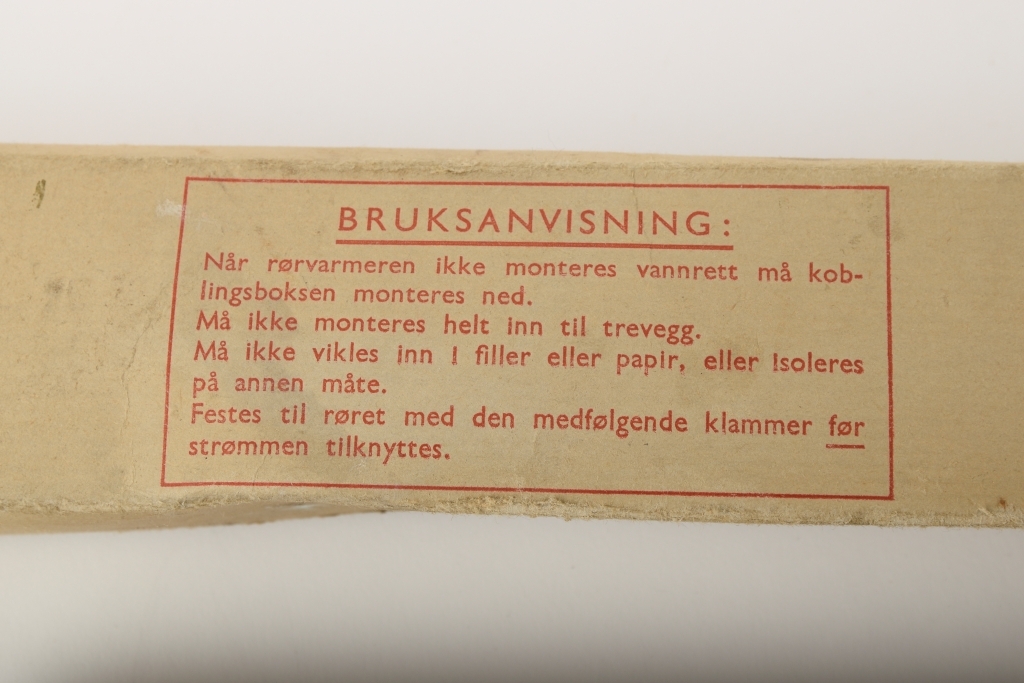 BRUKSANVISNING:
Når rørvarmeren ikke monteres vannrett må kob-
lingsboksen monteres ned.
Må ikke monteres helt inn til trevegg.
Må ikke vikles inn I filler eller papir, eller Isoleres
på annen måte.
Festes til røret med den medfølgende klammer før
strømmen tilknyttes.